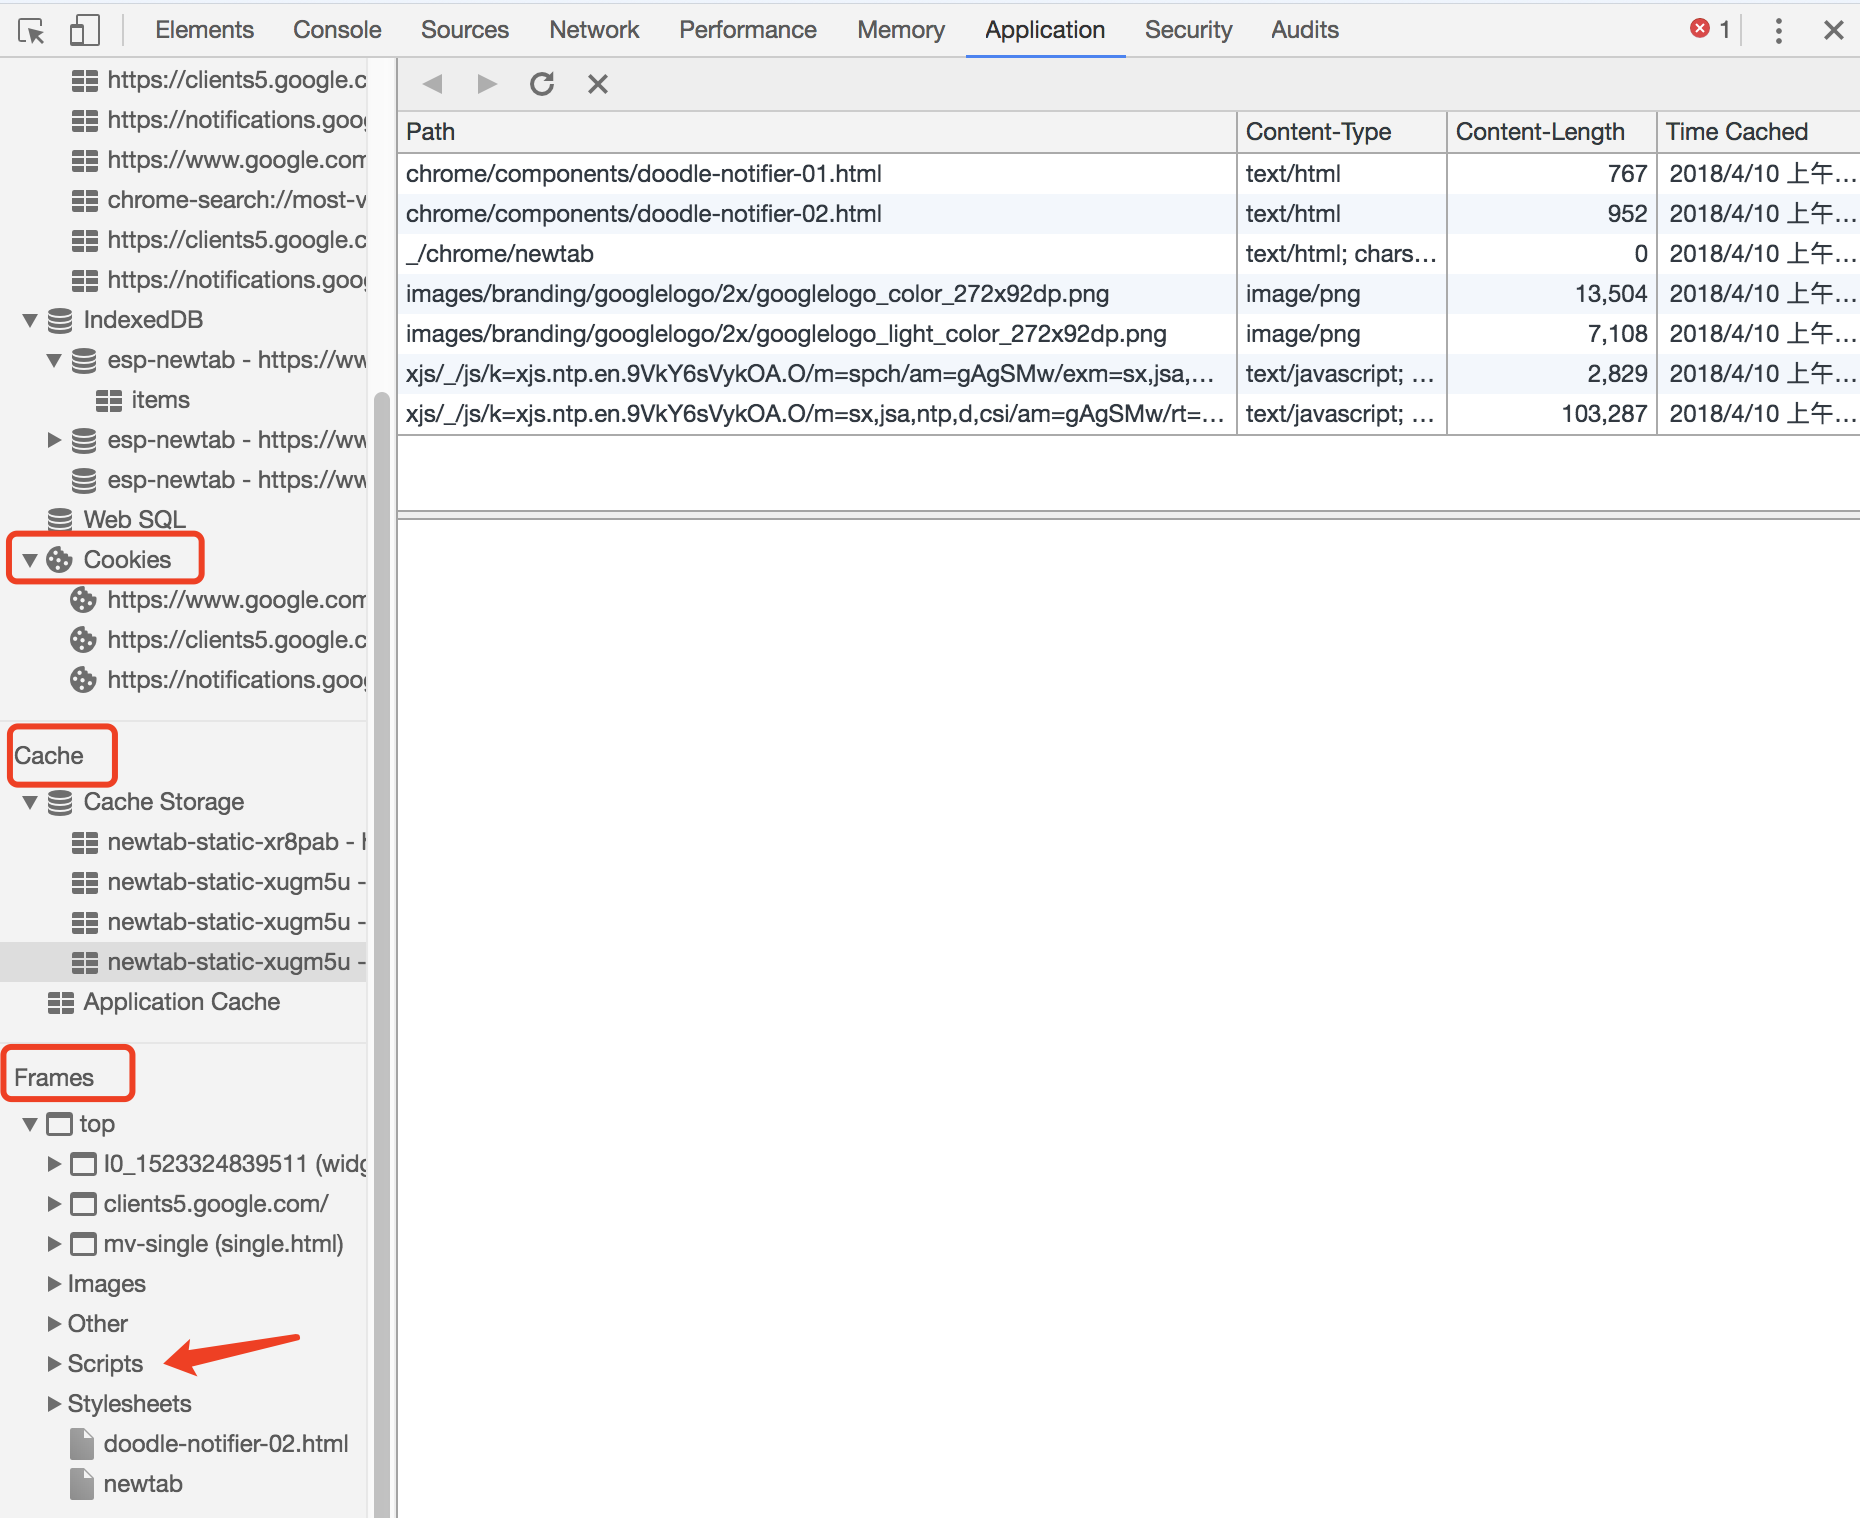 Elements Console Sources Network Performance Memory Application Security Audits 1
https://clients5.google.c
https://notifications.goog
https://www.google.com
chrome-search://most-v
https://clients5.google.c
https://notifications.goog
IndexedDB
esp-newtab - https://ww
items
esp-newtab - https://ww
esp-newtab - https://ww
Web SQL
Cookies
https://www.google.com
https://clients5.google.c
https://notifications.goog
Cache
Cache Storage
newtab-static-xr8pab - h
newtab-static-xugm5u -
newtab-static-xugm5u -
newtab-static-xugm5u -
Application Cache
Frames
top
I0_1523324839511 (widg
clients5.google.com/
mv-single (single.html)
Images
Other
Scripts
Stylesheets
doodle-notifier-02.html
newtab
Path Content-Type Content-Length Time Cached
chrome/components/doodle-notifier-01.html text/html 767 2018/4/10 上午…
chrome/components/doodle-notifier-02.html text/html 952 2018/4/10 上午…
_/chrome/newtab text/html; chars… 0 2018/4/10 上午…
images/branding/googlelogo/2x/googlelogo_color_272x92dp.png image/png 13,504 2018/4/10 上午…
images/branding/googlelogo/2x/googlelogo_light_color_272x92dp.png image/png 7,108 2018/4/10 上午…
xjs/_/js/k=xjs.ntp.en.9VkY6sVykOA.O/m=spch/am=gAgSMw/exm=sx,jsa,… text/javascript; … 2,829 2018/4/10 上午…
xjs/_/js/k=xjs.ntp.en.9VkY6sVykOA.O/m=sx,jsa,ntp,d,csi/am=gAgSMw/rt=… text/javascript; … 103,287 2018/4/10 上午…